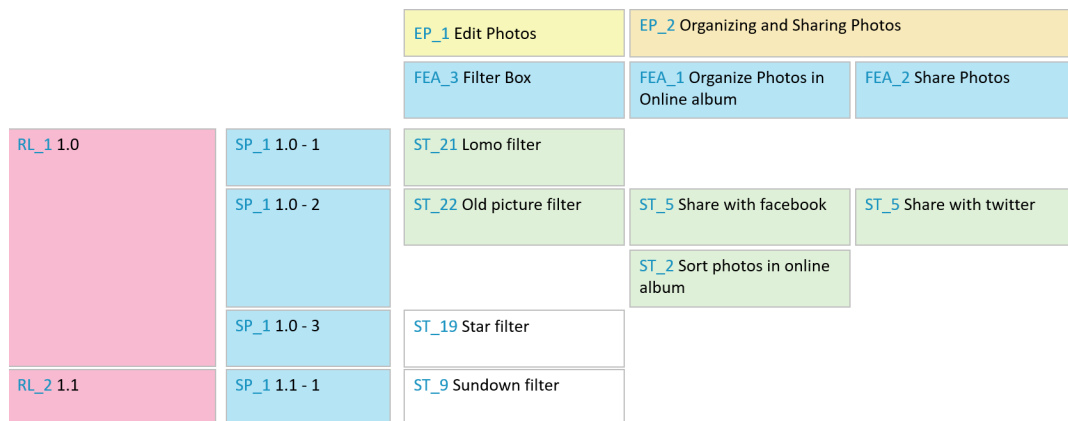 EP_1 Edit Photos
EP_2 Organizing and Sharing Photos
FEA_3 Filter Box
FEA_1 Organize Photos in
Online album
FEA_2 Share Photos
RL_1 1.0
SP_1 1.0 - 1
ST_21 Lomo filter
SP_1 1.0 - 2
ST_22 Old picture filter
ST_5 Share with facebook
ST_5 Share with twitter
ST_2 Sort photos in online
album
SP_1 1.0 - 3
ST_19 Star filter
RL_2 1.1
SP_1 1.1 - 1
ST_9 Sundown filter